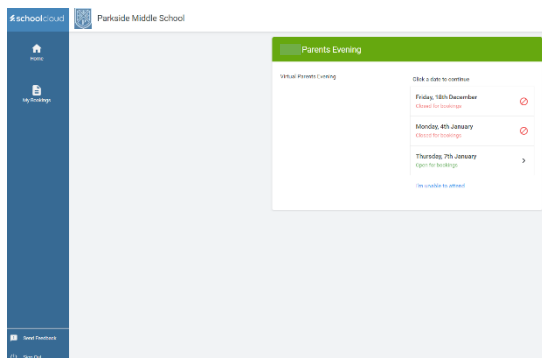 schoolcloud
Parkside Middle School
Home
My Bookings
Parents Evening
Virtual Parents Evening
Click a date to continue
Friday, 18th December
Closed for bookings
Monday, 4th January
Closed for bookings
Thursday, 7th January
Open for bookings
I'm unable to attend
Send Feedback
Sign Out